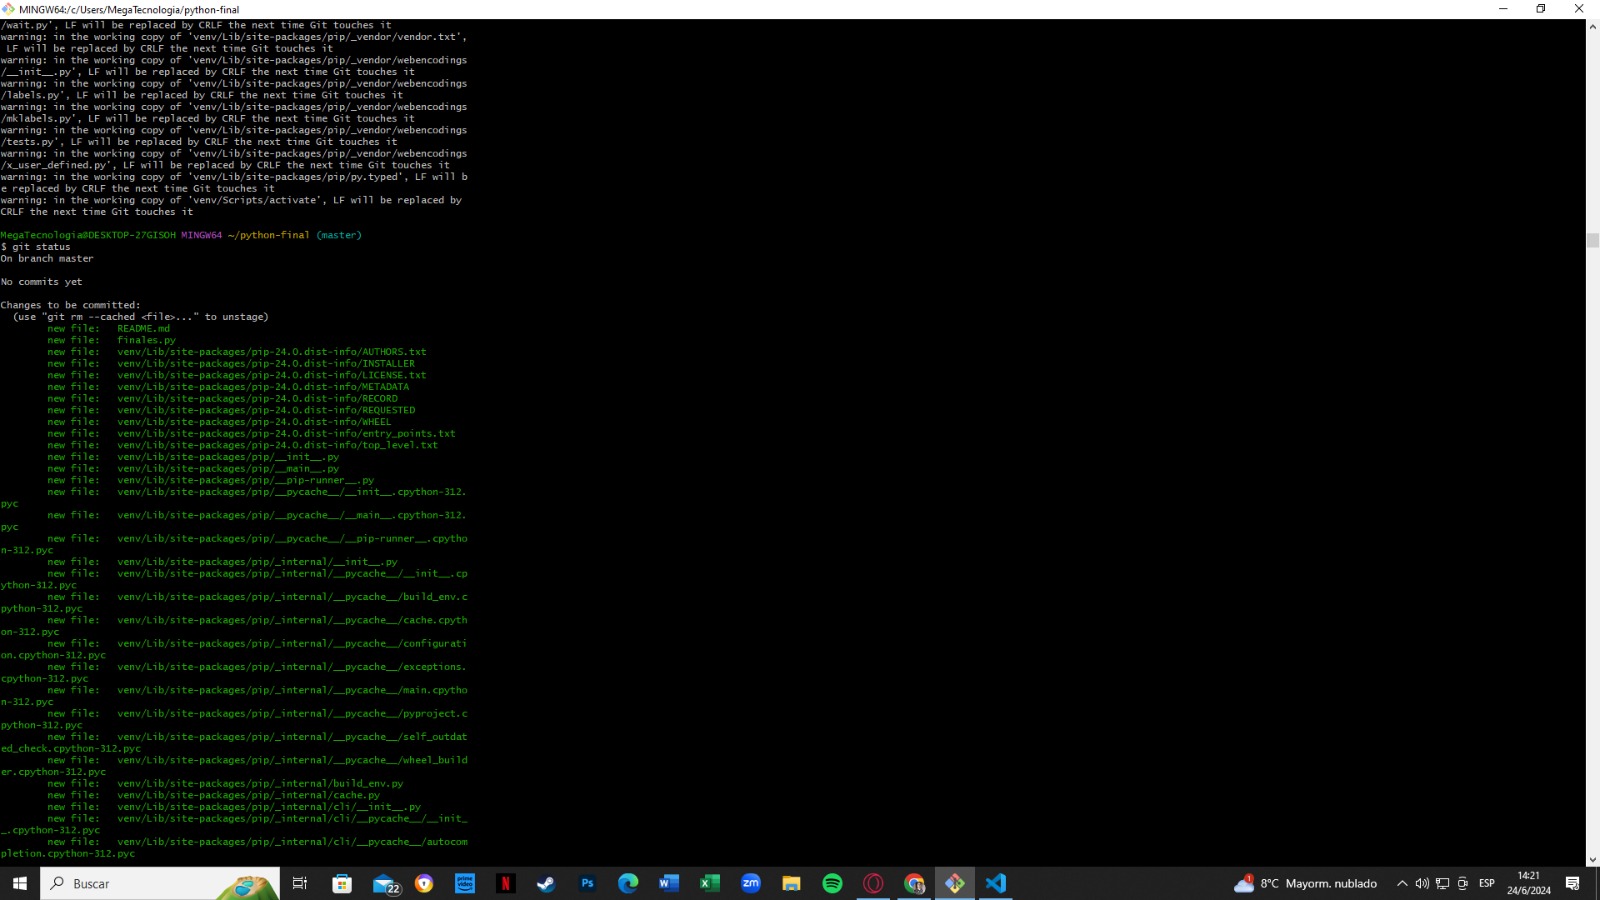 MINGW64:/c/Users/MegaTecnologia/python-final
/wait.py', LF will be replaced by CRLF the next time Git touches it
warning: in the working copy of 'venv/Lib/site-packages/pip/_vendor/vendor.txt',
 LF will be replaced by CRLF the next time Git touches it
warning: in the working copy of 'venv/Lib/site-packages/pip/_vendor/webencodings
/__init__.py', LF will be replaced by CRLF the next time Git touches it
warning: in the working copy of 'venv/Lib/site-packages/pip/_vendor/webencodings
/labels.py', LF will be replaced by CRLF the next time Git touches it
warning: in the working copy of 'venv/Lib/site-packages/pip/_vendor/webencodings
/mklabels.py', LF will be replaced by CRLF the next time Git touches it
warning: in the working copy of 'venv/Lib/site-packages/pip/_vendor/webencodings
/tests.py', LF will be replaced by CRLF the next time Git touches it
warning: in the working copy of 'venv/Lib/site-packages/pip/_vendor/webencodings
/x_user_defined.py', LF will be replaced by CRLF the next time Git touches it
warning: in the working copy of 'venv/Lib/site-packages/pip/py.typed', LF will b
e replaced by CRLF the next time Git touches it
warning: in the working copy of 'venv/Scripts/activate', LF will be replaced by
CRLF the next time Git touches it
MegaTecnologia@DESKTOP-27GISOH MINGW64 ~/python-final (master)
$ git status
On branch master
No commits yet
Changes to be committed:
  (use "git rm --cached <file>..." to unstage)
        new file:   README.md
        new file:   finales.py
        new file:   venv/Lib/site-packages/pip-24.0.dist-info/AUTHORS.txt
        new file:   venv/Lib/site-packages/pip-24.0.dist-info/INSTALLER
        new file:   venv/Lib/site-packages/pip-24.0.dist-info/LICENSE.txt
        new file:   venv/Lib/site-packages/pip-24.0.dist-info/METADATA
        new file:   venv/Lib/site-packages/pip-24.0.dist-info/RECORD
        new file:   venv/Lib/site-packages/pip-24.0.dist-info/REQUESTED
        new file:   venv/Lib/site-packages/pip-24.0.dist-info/WHEEL
        new file:   venv/Lib/site-packages/pip-24.0.dist-info/entry_points.txt
        new file:   venv/Lib/site-packages/pip-24.0.dist-info/top_level.txt
        new file:   venv/Lib/site-packages/pip/__init__.py
        new file:   venv/Lib/site-packages/pip/__main__.py
        new file:   venv/Lib/site-packages/pip/__pip-runner__.py
        new file:   venv/Lib/site-packages/pip/__pycache__/__init__.cpython-312.
pyc
        new file:   venv/Lib/site-packages/pip/__pycache__/__main__.cpython-312.
pyc
        new file:   venv/Lib/site-packages/pip/__pycache__/__pip-runner__.cpytho
n-312.pyc
        new file:   venv/Lib/site-packages/pip/_internal/__init__.py
        new file:   venv/Lib/site-packages/pip/_internal/__pycache__/__init__.cp
ython-312.pyc
        new file:   venv/Lib/site-packages/pip/_internal/__pycache__/build_env.c
python-312.pyc
        new file:   venv/Lib/site-packages/pip/_internal/__pycache__/cache.cpyth
on-312.pyc
        new file:   venv/Lib/site-packages/pip/_internal/__pycache__/configurati
on.cpython-312.pyc
        new file:   venv/Lib/site-packages/pip/_internal/__pycache__/exceptions.
cpython-312.pyc
        new file:   venv/Lib/site-packages/pip/_internal/__pycache__/main.cpytho
n-312.pyc
        new file:   venv/Lib/site-packages/pip/_internal/__pycache__/pyproject.c
python-312.pyc
        new file:   venv/Lib/site-packages/pip/_internal/__pycache__/self_outdat
ed_check.cpython-312.pyc
        new file:   venv/Lib/site-packages/pip/_internal/__pycache__/wheel_build
er.cpython-312.pyc
        new file:   venv/Lib/site-packages/pip/_internal/build_env.py
        new file:   venv/Lib/site-packages/pip/_internal/cache.py
        new file:   venv/Lib/site-packages/pip/_internal/cli/__init__.py
        new file:   venv/Lib/site-packages/pip/_internal/cli/__pycache__/__init_
_.cpython-312.pyc
        new file:   venv/Lib/site-packages/pip/_internal/cli/__pycache__/autocom
pletion.cpython-312.pyc
Buscar
22
prime video
N
Ps
W
X
zm
1
8°C Mayorm. nublado
ESP
14:21
24/6/2024